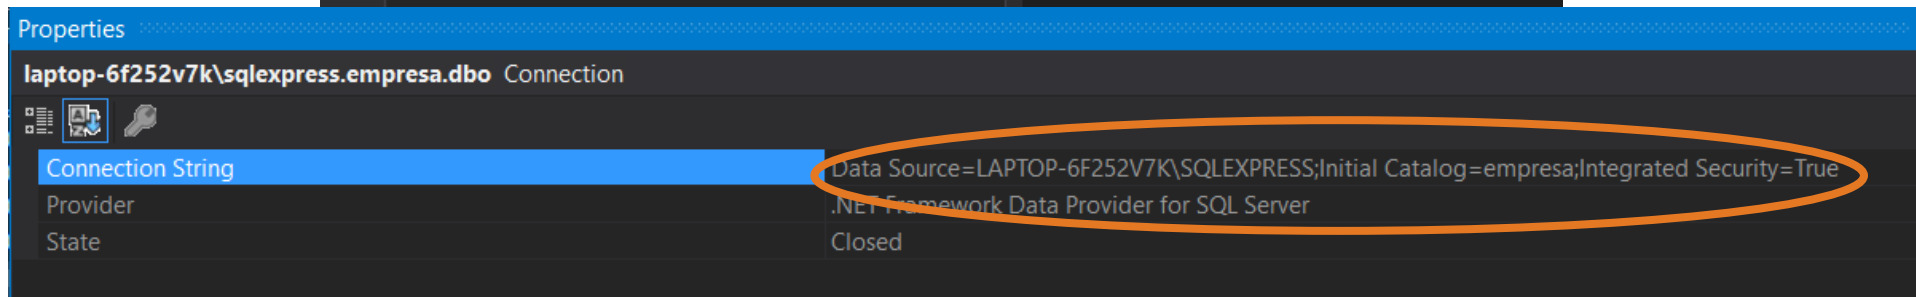 Properties
laptop-6f252v7k\sqlexpress.empresa.dbo Connection
Connection String Data Source=LAPTOP-6F252V7K\SQLEXPRESS;Initial Catalog=empresa;Integrated Security=True
Provider .NET Framework Data Provider for SQL Server
State Closed